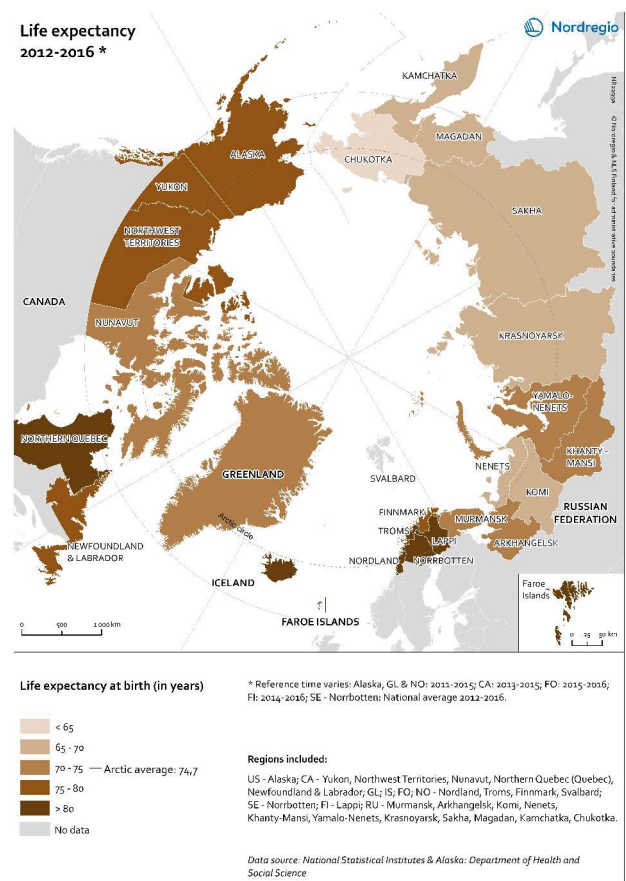 Life expectancy
2012-2016 *
Nordregio
KAMCHATKA
MAGADAN
ALASKA
CHUKOTKA
YUKON
SAKHA
NORTHWEST
TERRITORIES
CANADA
NUNAVUT
KRASNOYARSK
YAMALO-
NENETS
NORTHERN QUEBEC
KHANTY -
MANSI
NENETS
GREENLAND
SVALBARD
KOMI
RUSSIAN
FEDERATION
FINNMARK
MURMANSK
Arctic circle
TROMS
LAPPI
ARKHANGELSK
NEWFOUNDLAND
& LABRADOR
NORDLAND
NORRBOTTEN
ICELAND
Faroe
Islands
FAROE ISLANDS
0 500 1 000 km
0 25 50 km
© Nordregio & NLS Finland for administrative boundaries
Life expectancy at birth (in years)
< 65
65 - 70
70 - 75 — Arctic average: 74,7
75 - 80
> 80
No data
* Reference time varies: Alaska, GL & NO: 2011-2015; CA: 2013-2015; FO: 2015-2016;
FI: 2014-2016; SE - Norrbotten: National average 2012-2016.
Regions included:
US - Alaska; CA - Yukon, Northwest Territories, Nunavut, Northern Quebec (Quebec),
Newfoundland & Labrador; GL; IS; FO; NO - Nordland, Troms, Finnmark, Svalbard;
SE - Norrbotten; FI - Lappi; RU - Murmansk, Arkhangelsk, Komi, Nenets,
Khanty-Mansi, Yamalo-Nenets, Krasnoyarsk, Sakha, Magadan, Kamchatka, Chukotka.
Data source: National Statistical Institutes & Alaska: Department of Health and
Social Science